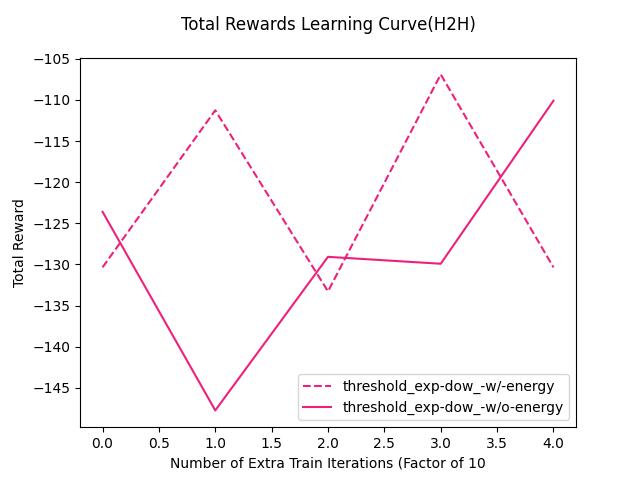 Total Rewards Learning Curve(H2H)
Total Reward
−105
−110
−115
−120
−125
−130
−135
−140
−145
threshold_exp-dow_-w/-energy
threshold_exp-dow_-w/o-energy
0.0 0.5 1.0 1.5 2.0 2.5 3.0 3.5 4.0
Number of Extra Train Iterations (Factor of 10